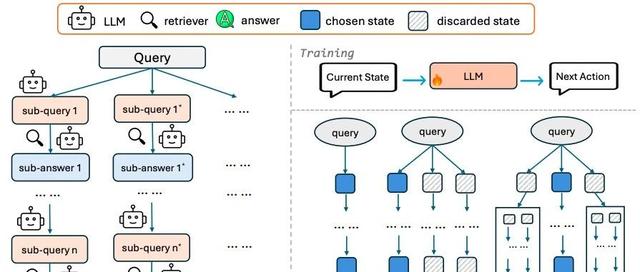 LLM retriever A answer chosen state discarded state
Query
sub-query 1 sub-query 1* ... ...
sub-answer 1 sub-answer 1* ... ...
... ... ... ... ... ...
sub-query n sub-query n* ... ...
Training
Current State LLM Next Action
query query query
... ... ... ... ... ...
... ... ... ...